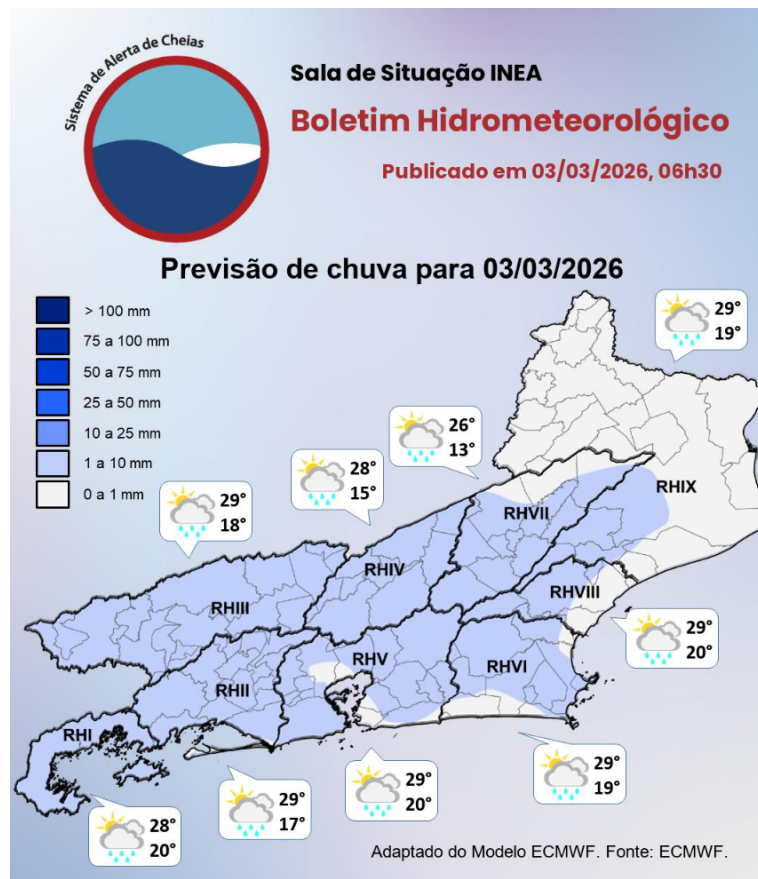 Sistema de Alerta de Cheias
Sala de Situação INEA
Boletim Hidrometeorológico
Publicado em 03/03/2026, 06h30
Previsão de chuva para 03/03/2026
> 100 mm
75 a 100 mm
50 a 75 mm
25 a 50 mm
10 a 25 mm
1 a 10 mm
0 a 1 mm
29°
19°
26°
13°
28°
15°
29°
18°
RHIX
RHVII
RHIV
RHVIII
RHIII
RHV
RHVI
RHII
RHI
29°
20°
29°
19°
29°
20°
29°
17°
28°
20°
Adaptado do Modelo ECMWF. Fonte: ECMWF.